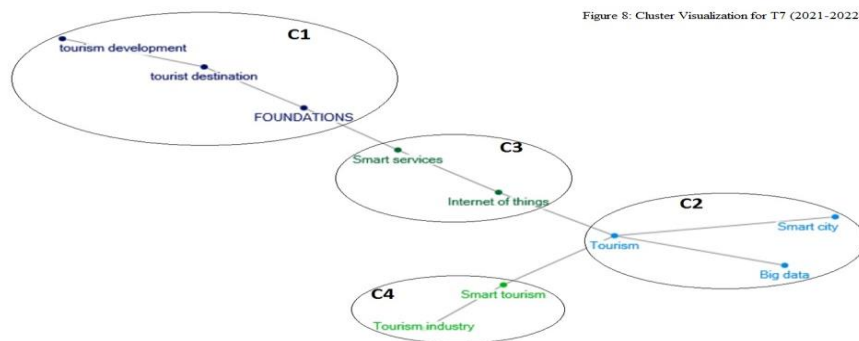 Figure 8: Cluster Visualization for T7 (2021-2022
C1
tourism development
tourist destination
FOUNDATIONS
C3
Smart services
Internet of things
C2
Smart city
Tourism
Big data
C4
Smart tourism
Tourism industry